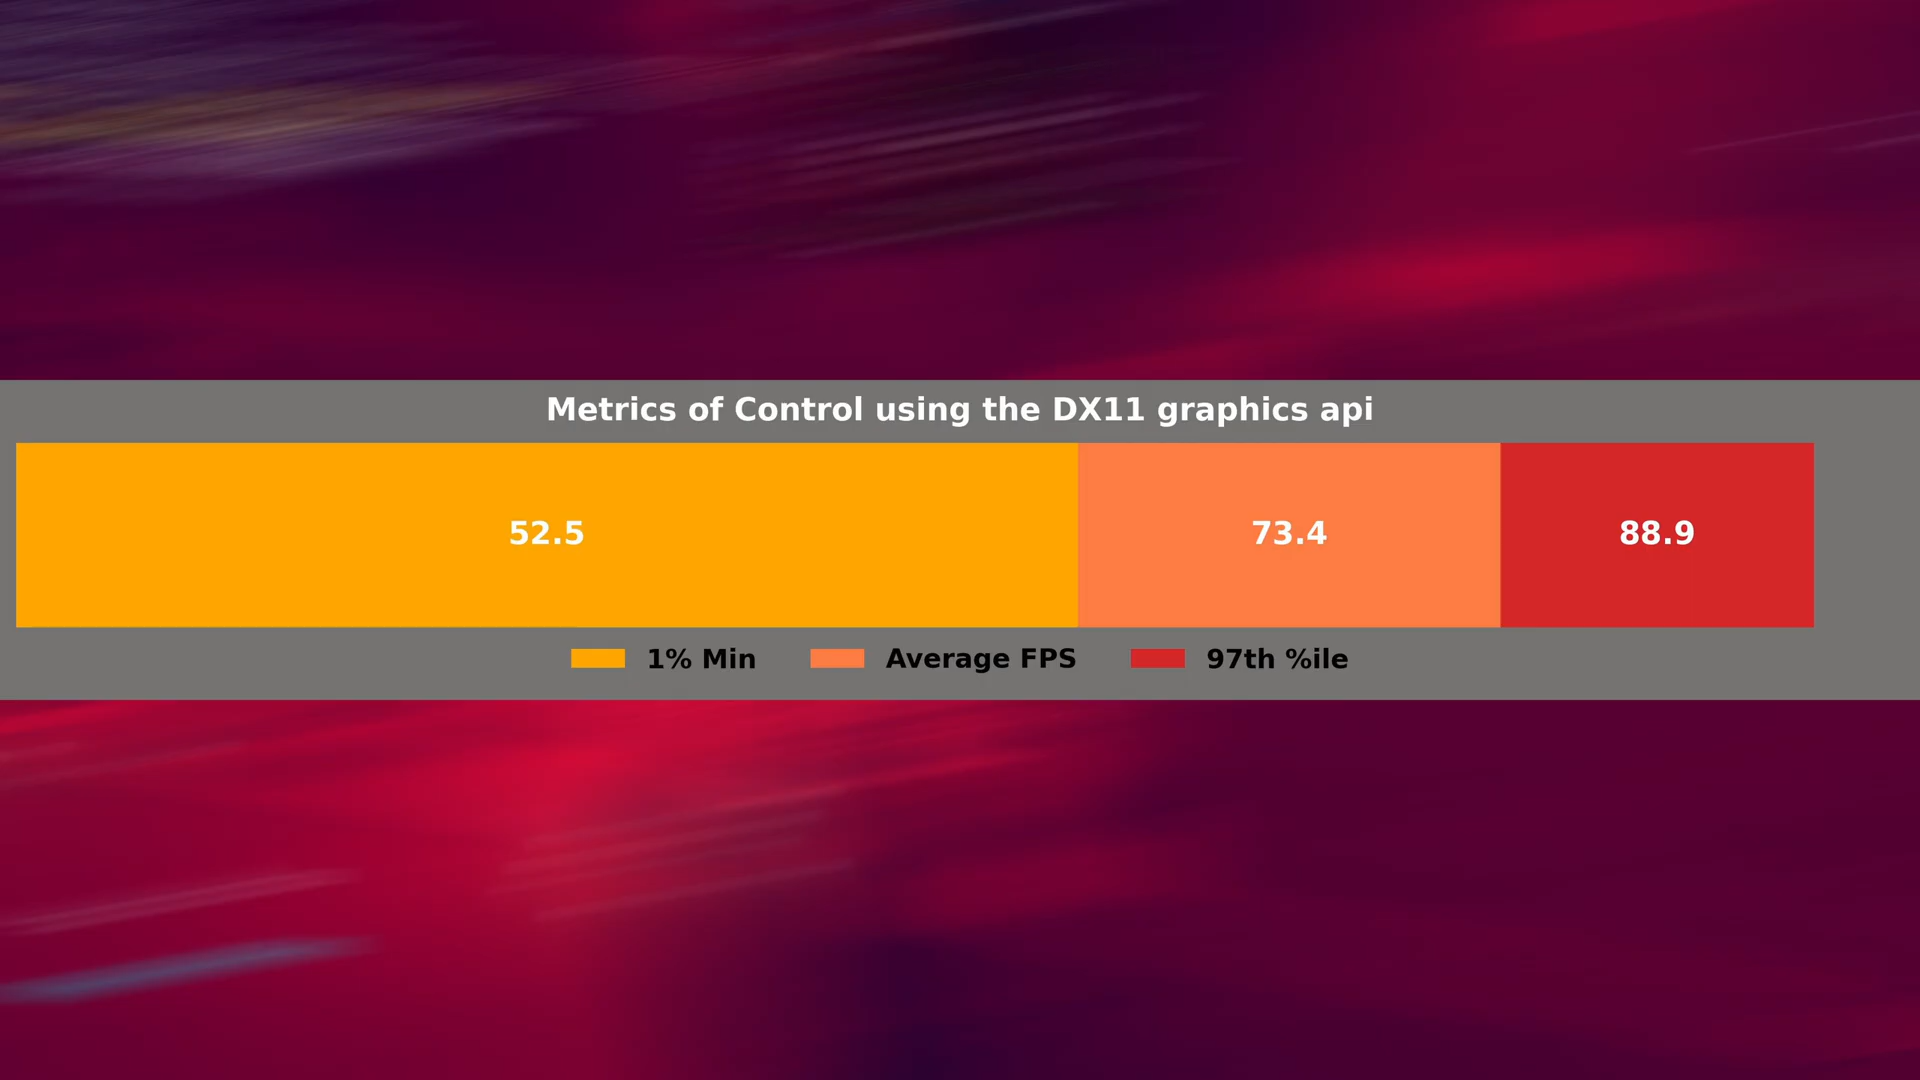 Metrics of Control using the DX11 graphics api
52.5 73.4 88.9
1% Min Average FPS 97th %ile